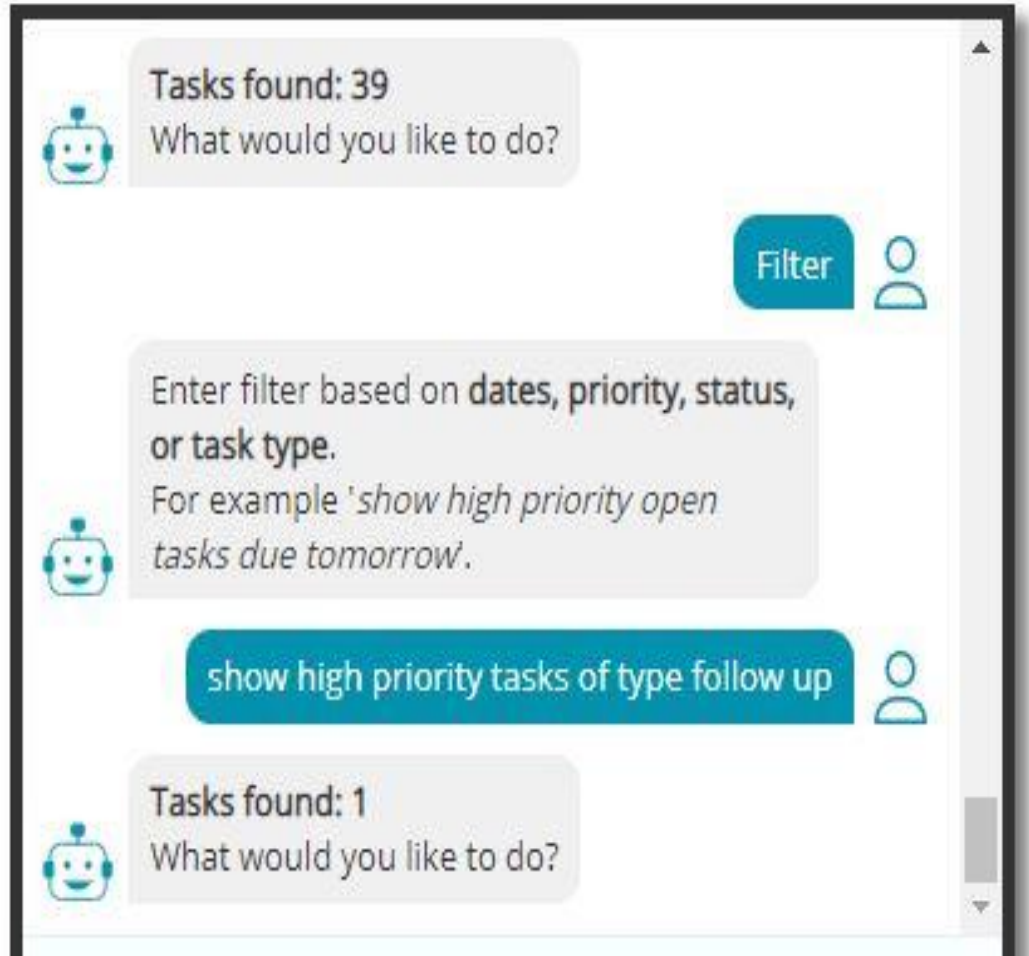 Tasks found: 39
What would you like to do?
Filter
Enter filter based on dates, priority, status,
or task type.
For example 'show high priority open
tasks due tomorrow'.
show high priority tasks of type follow up
Tasks found: 1
What would you like to do?